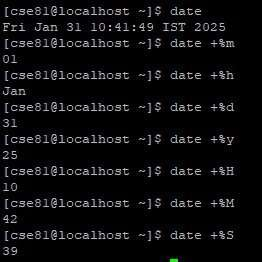 [cse81@localhost ~]$ date
Fri Jan 31 10:41:49 IST 2025
[cse81@localhost ~]$ date +%m
01
[cse81@localhost ~]$ date +%h
Jan
[cse81@localhost ~]$ date +%d
31
[cse81@localhost ~]$ date +%y
25
[cse81@localhost ~]$ date +%H
10
[cse81@localhost ~]$ date +%M
42
[cse81@localhost ~]$ date +%S
39